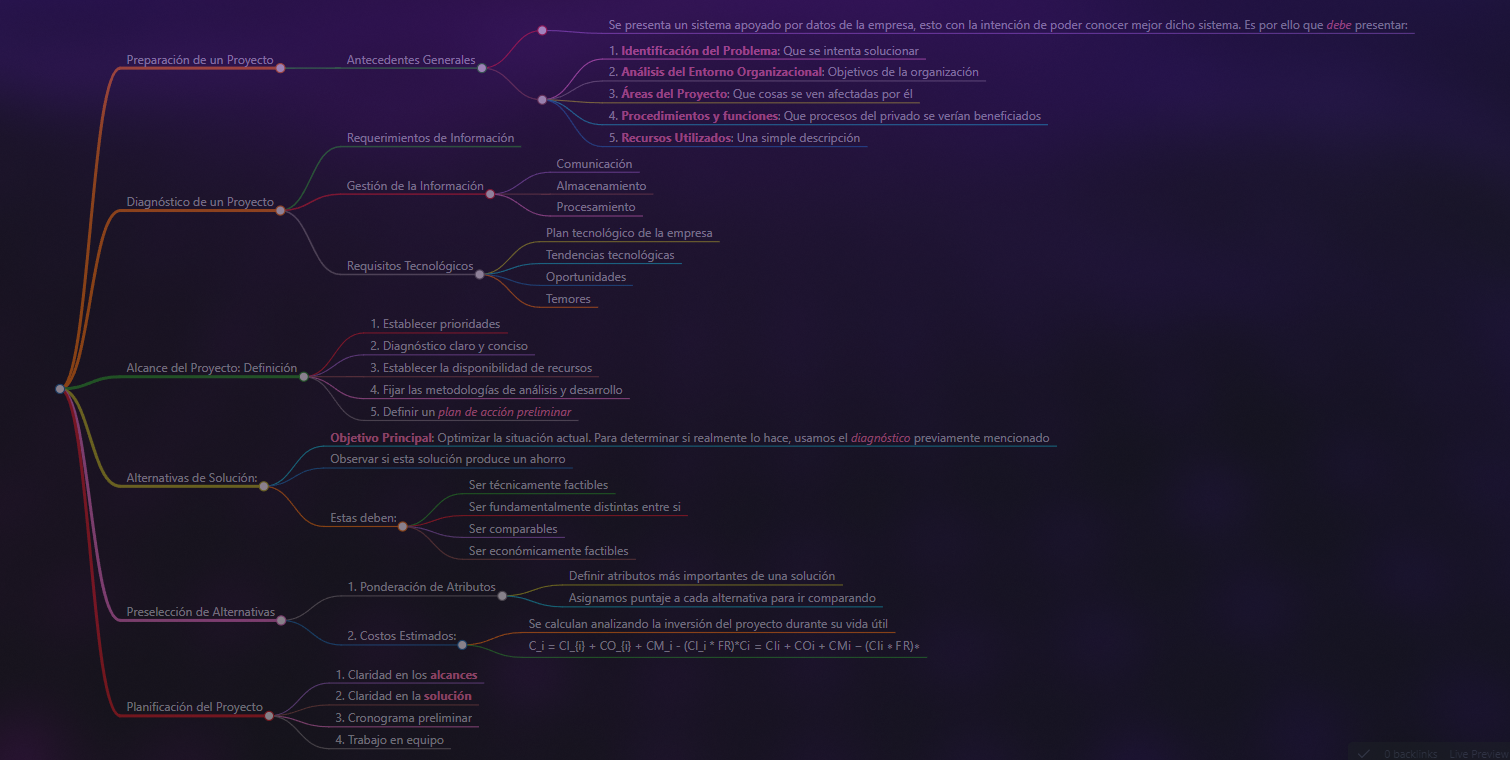 Se presenta un sistema apoyado por datos de la empresa, esto con la intención de poder conocer mejor dicho sistema. Es por ello que debe presentar:
Preparación de un Proyecto
Antecedentes Generales
1. Identificación del Problema: Que se intenta solucionar
2. Análisis del Entorno Organizacional: Objetivos de la organización
3. Áreas del Proyecto: Que cosas se ven afectadas por él
4. Procedimientos y funciones: Que procesos del privado se verían beneficiados
5. Recursos Utilizados: Una simple descripción
Diagnóstico de un Proyecto
Requerimientos de Información
Gestión de la Información
Comunicación
Almacenamiento
Procesamiento
Requisitos Tecnológicos
Plan tecnológico de la empresa
Tendencias tecnológicas
Oportunidades
Temores
Alcance del Proyecto: Definición
1. Establecer prioridades
2. Diagnóstico claro y conciso
3. Establecer la disponibilidad de recursos
4. Fijar las metodologías de análisis y desarrollo
5. Definir un plan de acción preliminar
Alternativas de Solución:
Objetivo Principal: Optimizar la situación actual. Para determinar si realmente lo hace, usamos el diagnóstico previamente mencionado
Observar si esta solución produce un ahorro
Estas deben:
Ser técnicamente factibles
Ser fundamentalmente distintas entre si
Ser comparables
Ser económicamente factibles
Preselección de Alternativas
1. Ponderación de Atributos
Definir atributos más importantes de una solución
Asignamos puntaje a cada alternativa para ir comparando
2. Costos Estimados:
Se calculan analizando la inversión del proyecto durante su vida útil
C_i = CI_{i} + CO_{i} + CM_i - (CI_i * FR)*Ci = CIi + COi + CMi − (CIi ∗ FR)∗
Planificación del Proyecto
1. Claridad en los alcances
2. Claridad en la solución
3. Cronograma preliminar
4. Trabajo en equipo
0 backlinks Live Preview